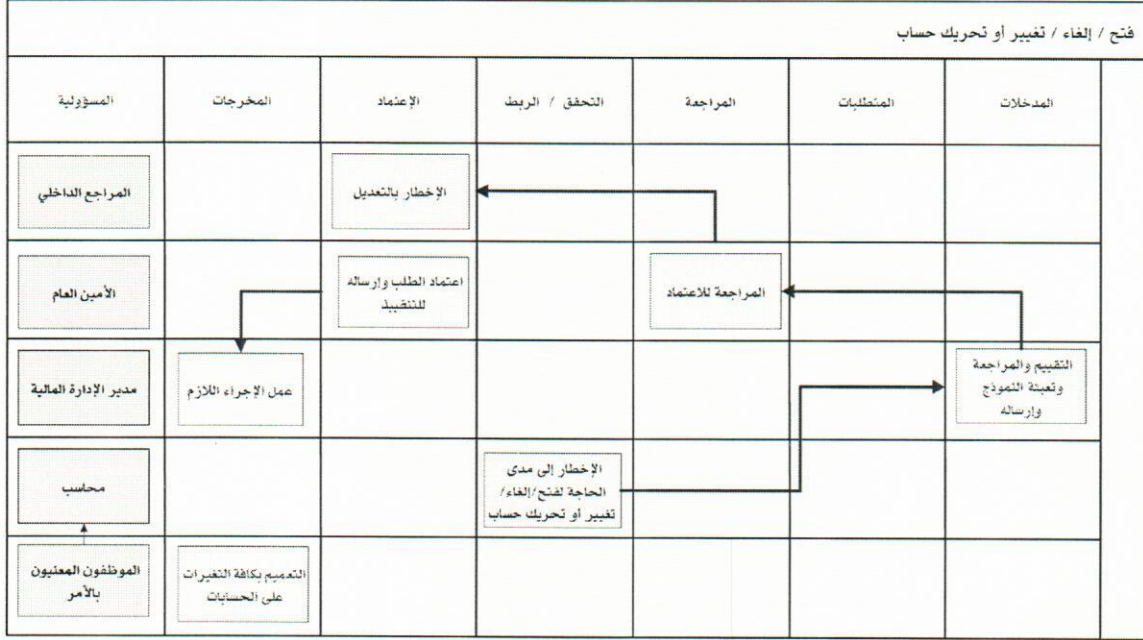 فتح / إلغاء / تغيير أو تحريك حساب
المدخلات
المتطلبات
المراجعة
التحقق / الربط
الإعتماد
المخرجات
المسؤولية
الإخطار بالتعديل
المراجع الداخلي
المراجعة للاعتماد
اعتماد الطلب وإرساله
للتنفيذ
الأمين العام
التقييم والمراجعة
وتعبئة النموذج
وإرساله
عمل الإجراء اللازم
مدير الإدارة المالية
الإخطار إلى مدى
الحاجة لفتح/إلغاء/
تغيير أو تحريك حساب
محاسب
التعميم بكافة التغيرات
على الحسابات
الموظفون المعنيون
بالأمر